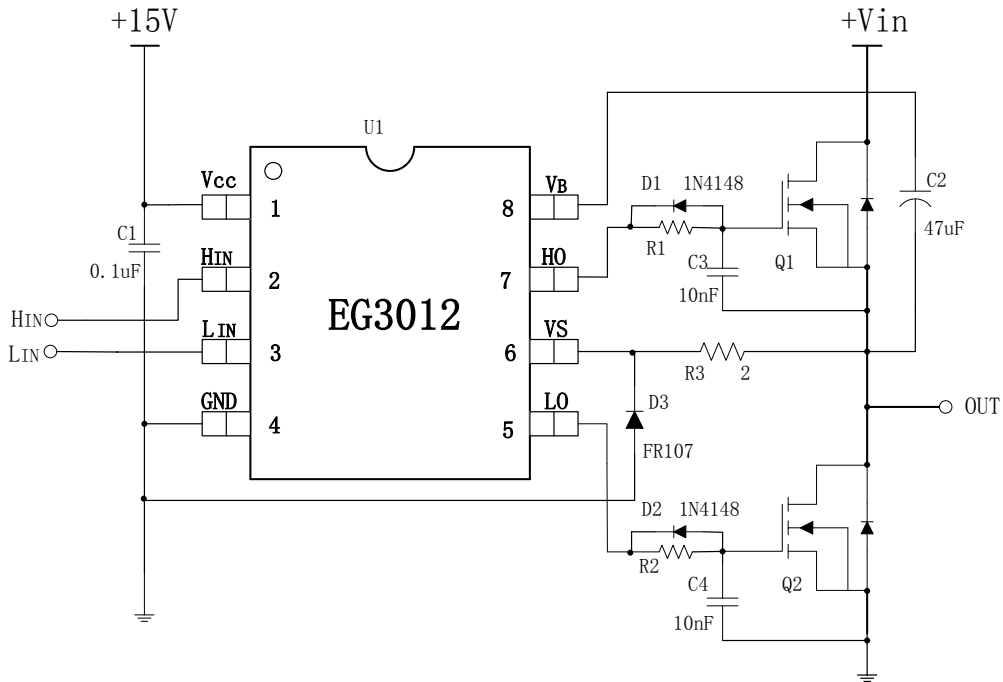 +15V
+Vin
U1
Vcc
VB
D1
1N4148
C2
1
8
C1
R1
47uF
0.1uF
HIN
HO
C3
Q1
2
7
10nF
HIN
EG3012
LIN
VS
LIN
3
6
R3
2
GND
LO
D3
OUT
4
5
FR107
D2
1N4148
R2
C4
Q2
10nF